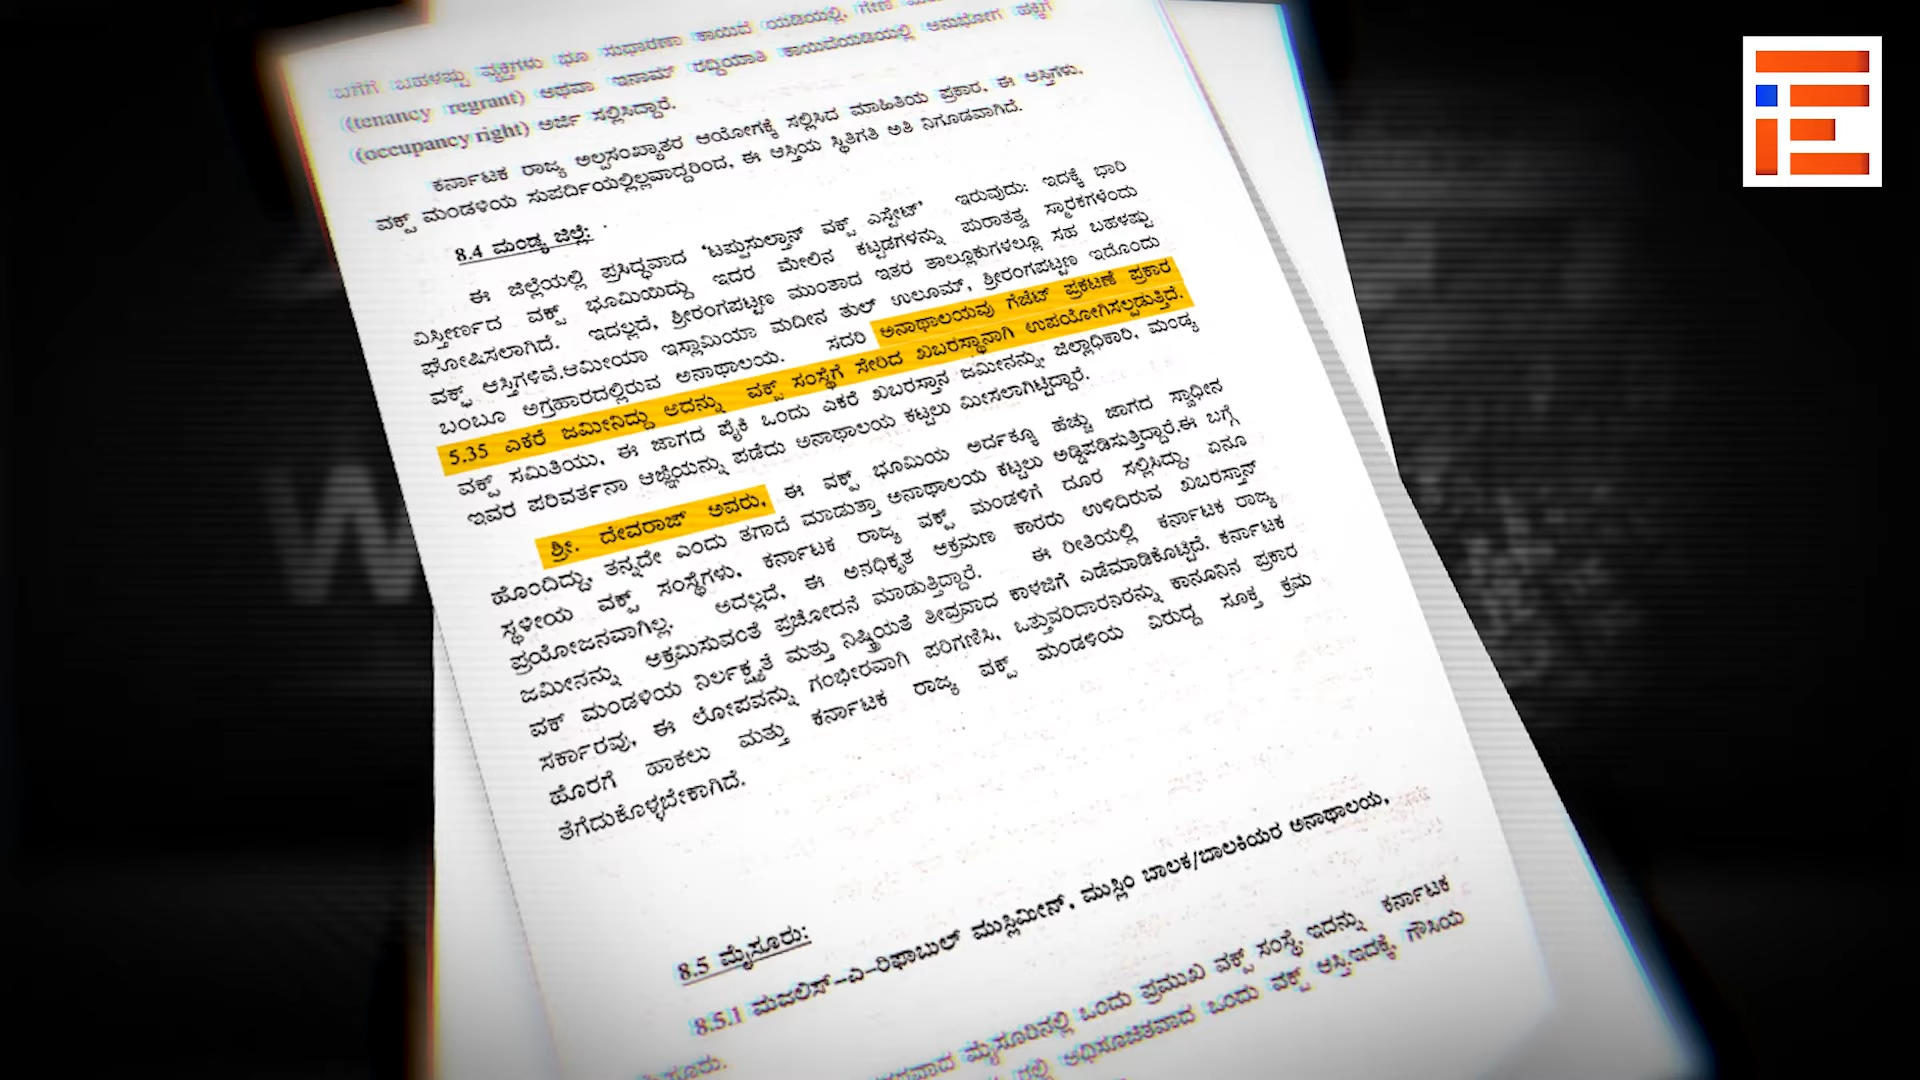 ಬಗೆಗೆ ಬಹಳಷ್ಟು ವ್ಯಕ್ತಿಗಳು ಭೂ ಸುಧಾರಣಾ ಕಾಯಿದೆ ಯಡಿಯಲ್ಲಿ, ಗೇಣಿ
(tenancy regrant) ಅಥವಾ ಇನಾಮ್ ರದ್ದಿಯಾತಿ ಕಾಯಿದೆಯಡಿಯಲ್ಲಿ ಅನುಭೋಗ ಹಕ್ಕಿಗೆ
(occupancy right) ಅರ್ಜಿ ಸಲ್ಲಿಸಿದ್ದಾರೆ.
ಕರ್ನಾಟಕ ರಾಜ್ಯ ಅಲ್ಪಸಂಖ್ಯಾತರ ಆಯೋಗಕ್ಕೆ ಸಲ್ಲಿಸಿದ ಮಾಹಿತಿಯ ಪ್ರಕಾರ, ಈ ಆಸ್ತಿಗಳು,
ವಕ್ಫ್ ಮಂಡಳಿಯ ಸುಪರ್ದಿಯಲ್ಲಿಲ್ಲವಾದ್ದರಿಂದ, ಈ ಆಸ್ತಿಯ ಸ್ಥಿತಿಗತಿ ಅತಿ ನಿಗೂಡವಾಗಿದೆ.
8.4 ಮಂಡ್ಯ ಜಿಲ್ಲೆ:
ಈ ಜಿಲ್ಲೆಯಲ್ಲಿ ಪ್ರಸಿದ್ಧವಾದ ‘ಟಿಪ್ಪುಸುಲ್ತಾನ್ ವಕ್ಫ್ ಎಸ್ಟೇಟ್’ ಇರುವುದು: ಇದಕ್ಕೆ ಭಾರಿ
ವಿಸ್ತೀರ್ಣದ ವಕ್ಫ್ ಭೂಮಿಯಿದ್ದು ಇದರ ಮೇಲಿನ ಕಟ್ಟಡಗಳನ್ನು ಪುರಾತತ್ವ ಸ್ಮಾರಕಗಳೆಂದು
ಘೋಷಿಸಲಾಗಿದೆ. ಇದಲ್ಲದೆ, ಶ್ರೀರಂಗಪಟ್ಟಣ ಮುಂತಾದ ಇತರ ತಾಲ್ಲೂಕುಗಳಲ್ಲೂ ಸಹ ಬಹಳಷ್ಟು
ವಕ್ಫ್ ಆಸ್ತಿಗಳಿವೆ.ಆಮೀಯಾ ಇಸ್ಲಾಮಿಯಾ ಮದೀನ ತುಲ್ ಉಲೂಮ್, ಶ್ರೀರಂಗಪಟ್ಟಣ ಇದೊಂದು
ಬಂಬೂ ಅಗ್ರಹಾರದಲ್ಲಿರುವ ಅನಾಥಾಲಯ. ಸದರಿ ಅನಾಥಾಲಯವು ಗೆಜೆಟ್ ಪ್ರಕಟಣೆ ಪ್ರಕಾರ
5.35 ಎಕರೆ ಜಮೀನಿದ್ದು ಅದನ್ನು ವಕ್ಫ್ ಸಂಸ್ಥೆಗೆ ಸೇರಿದ ಖಬರಸ್ಥಾನಾಗಿ ಉಪಯೋಗಿಸಲ್ಪಡುತ್ತಿದೆ.
ವಕ್ಫ್ ಸಮಿತಿಯು, ಈ ಜಾಗದ ಪೈಕಿ ಒಂದು ಎಕರೆ ಖಬರಸ್ತಾನ ಜಮೀನನ್ನು, ಜಿಲ್ಲಾಧಿಕಾರಿ, ಮಂಡ್ಯ
ಇವರ ಪರಿವರ್ತನಾ ಆಜ್ಞೆಯನ್ನು ಪಡೆದು ಅನಾಥಾಲಯ ಕಟ್ಟಲು ಮೀಸಲಾಗಿಟ್ಟಿದ್ದಾರೆ.
ಶ್ರೀ. ದೇವರಾಜ್ ಅವರು, ಈ ವಕ್ಫ್ ಭೂಮಿಯ ಅರ್ದಕ್ಕೂ ಹೆಚ್ಚು ಜಾಗದ ಸ್ವಾಧೀನ
ಹೊಂದಿದ್ದು, ತನ್ನದೇ ಎಂದು ತಗಾದೆ ಮಾಡುತ್ತಾ ಅನಾಥಾಲಯ ಕಟ್ಟಲು ಅಡ್ಡಿಪಡಿಸುತ್ತಿದ್ದಾರೆ.ಈ ಬಗ್ಗೆ
ಸ್ಥಳೀಯ ವಕ್ಫ್ ಸಂಸ್ಥೆಗಳು, ಕರ್ನಾಟಕ ರಾಜ್ಯ ವಕ್ಫ್ ಮಂಡಳಿಗೆ ದೂರ ಸಲ್ಲಿಸಿದ್ದು, ಏನೂ
ಪ್ರಯೋಜನವಾಗಿಲ್ಲ. ಅದಲ್ಲದೆ, ಈ ಅನಧಿಕೃತ ಆಕ್ರಮಣ ಕಾರರು ಉಳಿದಿರುವ ಖಬರಸ್ತಾನ್
ಜಮೀನನ್ನು ಅಕ್ರಮಿಸುವಂತೆ ಪ್ರಚೋದನೆ ಮಾಡುತ್ತಿದ್ದಾರೆ. ಈ ರೀತಿಯಲ್ಲಿ ಕರ್ನಾಟಕ ರಾಜ್ಯ
ವಕ್ ಮಂಡಳಿಯ ನಿರ್ಲಕ್ಷ್ಯತೆ ಮತ್ತು ನಿಷ್ಕ್ರಿಯತೆ ತೀವ್ರವಾದ ಕಾಳಜಿಗೆ ಎಡೆಮಾಡಿಕೊಟ್ಟಿದೆ. ಕರ್ನಾಟಕ
ಸರ್ಕಾರವು, ಈ ಲೋಪವನ್ನು ಗಂಭೀರವಾಗಿ ಪರಿಗಣಿಸಿ, ಒತ್ತುವರಿದಾರರನ್ನು ಕಾನೂನಿನ ಪ್ರಕಾರ
ಹೊರಗೆ ಹಾಕಲು ಮತ್ತು ಕರ್ನಾಟಕ ರಾಜ್ಯ ವಕ್ಫ್ ಮಂಡಳಿಯ ವಿರುದ್ದ ಸೂಕ್ತ ಕ್ರಮ
ತೆಗೆದುಕೊಳ್ಳಬೇಕಾಗಿದೆ.
8.5 ಮೈಸೂರು:
8.5.1 ಮಜಲಿಸ್-ಎ-ರಿಫಾಬುಲ್ ಮುಸ್ಲಿಮೀನ್, ಮುಸ್ಲಿಂ ಬಾಲಕ/ಬಾಲಕಿಯರ ಅನಾಥಾಲಯ,
ಮೈಸೂರು.
ಮೈಸೂರಿನಲ್ಲಿ ಒಂದು ಪ್ರಮುಖ ವಕ್ಫ್ ಸಂಸ್ಥೆ. ಇದನ್ನು ಕರ್ನಾಟಕ
ಅಧಿಸೂಚಿತವಾದ ಒಂದು ವಕ್ಫ್ ಆಸ್ತಿ.ಇದಕ್ಕೆ, ಗೌಸಿಯ